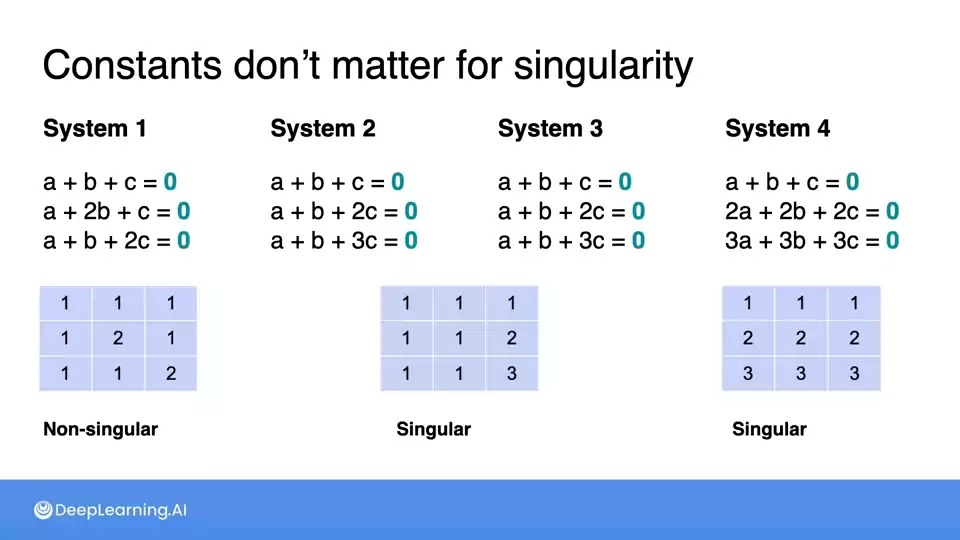 Constants don't matter for singularity
System 1
a + b + c = 0
a + 2b + c = 0
a + b + 2c = 0
System 2
a + b + c = 0
a + b + 2c = 0
a + b + 3c = 0
System 3
a + b + c = 0
a + b + 2c = 0
a + b + 3c = 0
System 4
a + b + c = 0
2a + 2b + 2c = 0
3a + 3b + 3c = 0
1 1 1
1 2 1
1 1 2
Non-singular
1 1 1
1 1 2
1 1 3
Singular
1 1 1
2 2 2
3 3 3
Singular
DeepLearning.AI